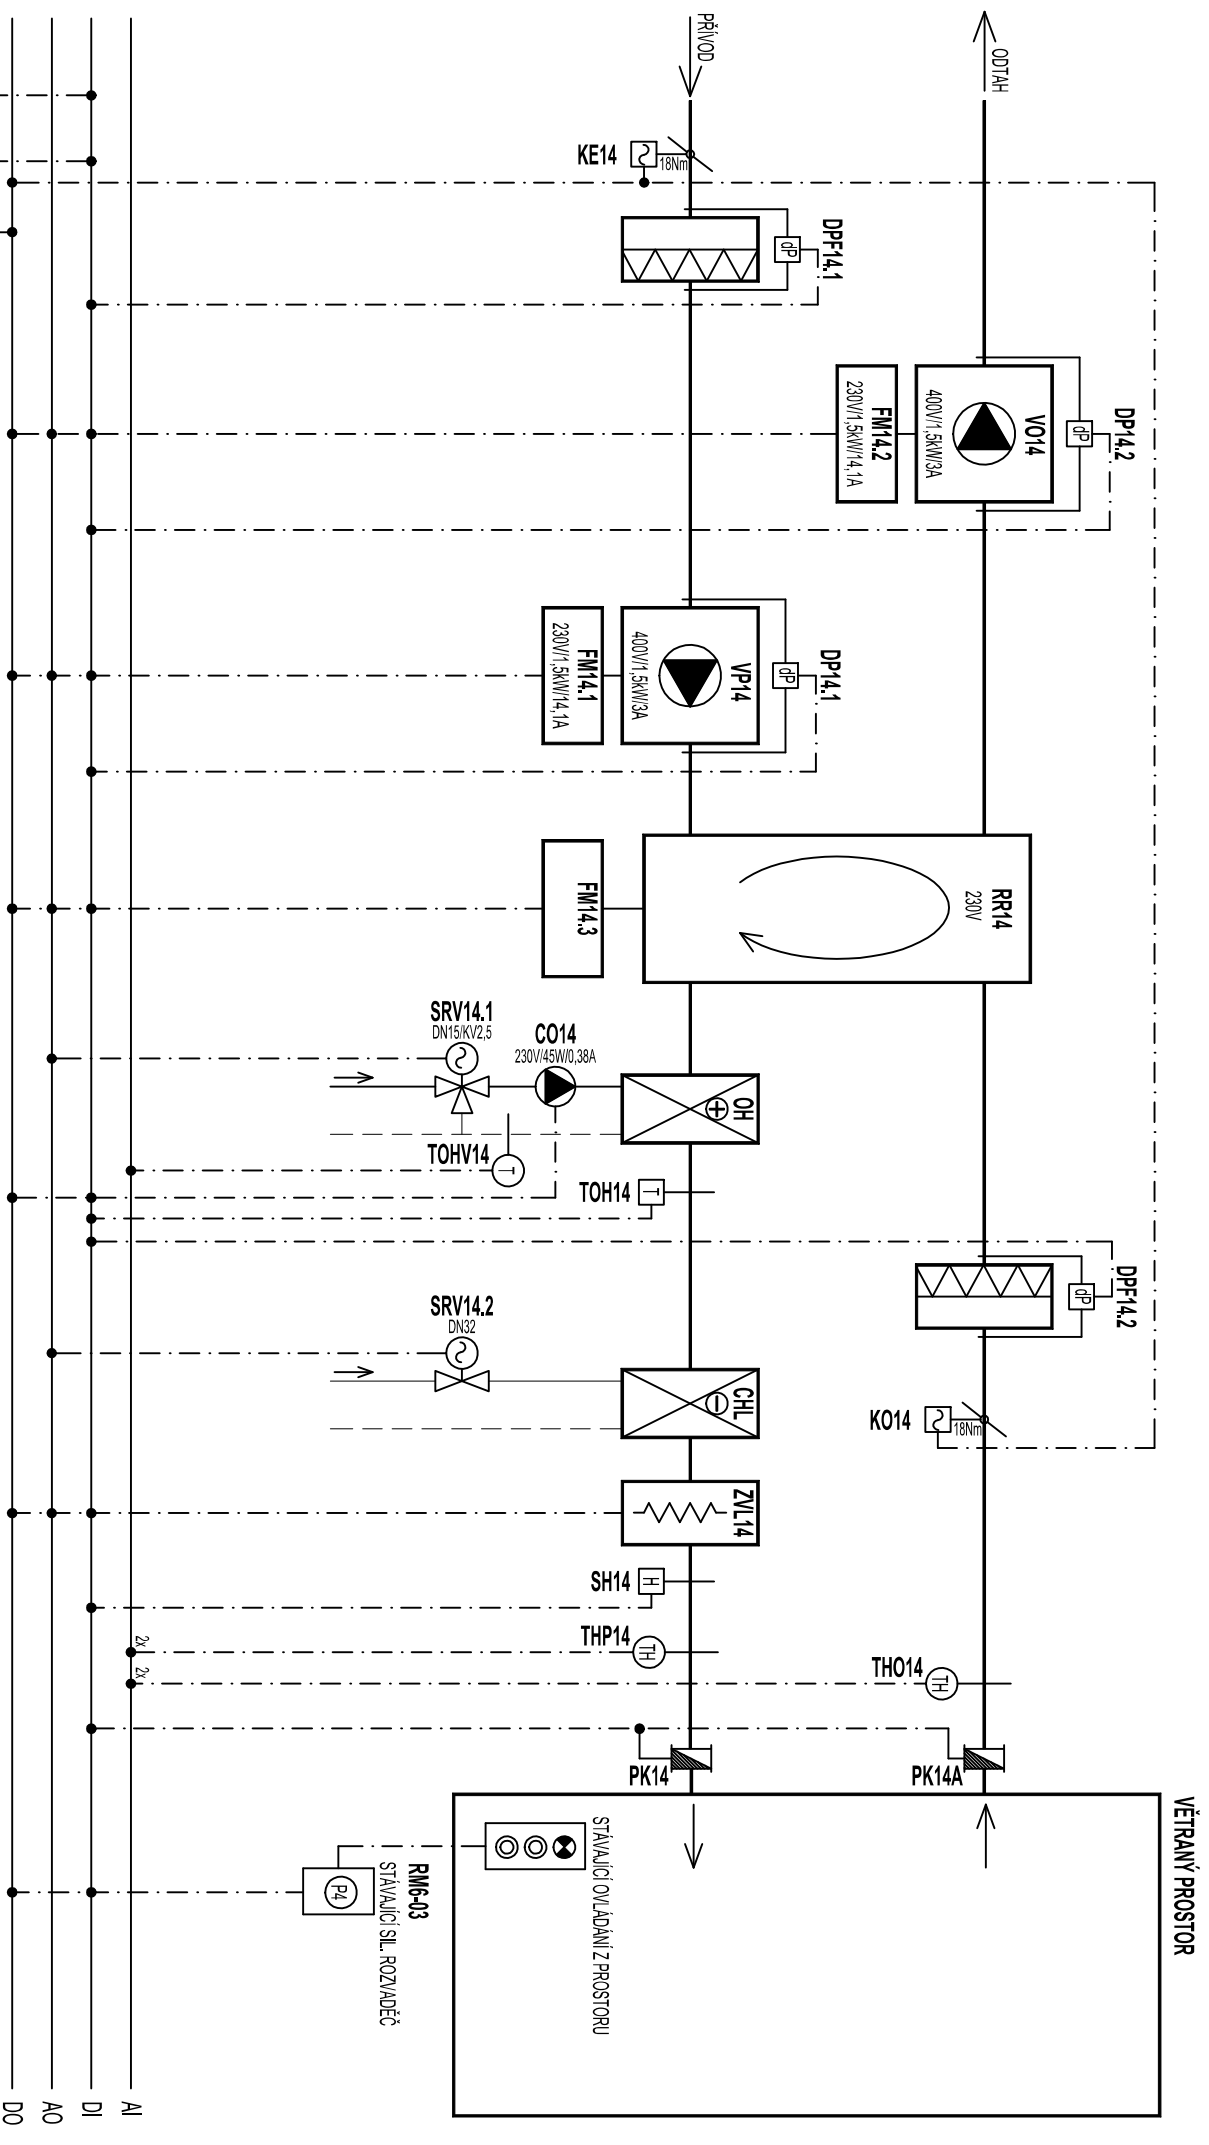 PŘÍVOD
ODTAH
KE14
18Nm
DPF14.1
dP
DP14.2
dP
VO14
400V/1,5kW/3A
FM14.2
230V/1,5kW/14,1A
DP14.1
dP
VP14
400V/1,5kW/3A
FM14.1
230V/1,5kW/14,1A
RR14
230V
FM14.3
SRV14.1
DN15/KV2,5
CO14
230V/45W/0,38A
OH
TOHV14
T
TOH14
T
DPF14.2
dP
SRV14.2
DN32
CHL
KO14
18Nm
ZVL14
SH14
H
THP14
TH
THO14
TH
2x
2x
PK14
PK14A
VĚTRANÝ PROSTOR
STÁVAJÍCÍ OVLÁDÁNÍ Z PROSTORU
RM6-03
STÁVAJÍCÍ SIL. ROZVADĚČ
P4
AI
DI
AO
DO